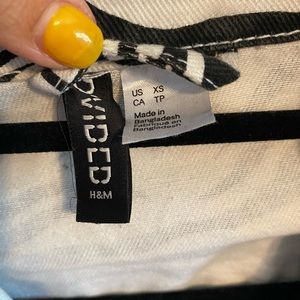 DIVIDED
H&M
US XS
CA TP
Made in
Bangladesh
Fabriqué en
Bangladesh